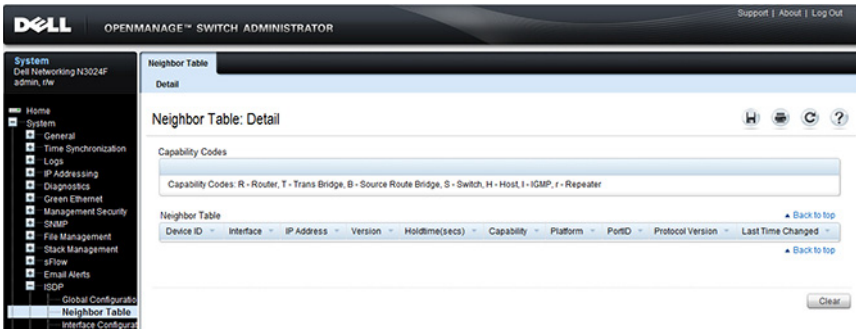 DELL
OPENMANAGE™ SWITCH ADMINISTRATOR
Support | About | Log Out
System
Dell Networking N3024F
admin, r/w
Home
System
General
Time Synchronization
Logs
IP Addressing
Diagnostics
Green Ethernet
Management Security
SNMP
File Management
Stack Management
sFlow
Email Alerts
ISDP
Global Configuratio
Neighbor Table
Interface Configurat
Neighbor Table
Detail
Neighbor Table: Detail
Capability Codes
Capability Codes: R - Router, T - Trans Bridge, B - Source Route Bridge, S - Switch, H - Host, I - IGMP, r - Repeater
Neighbor Table
Back to top
Device ID Interface IP Address Version Holdtime(secs) Capability Platform PortID Protocol Version Last Time Changed
Back to top
Clear